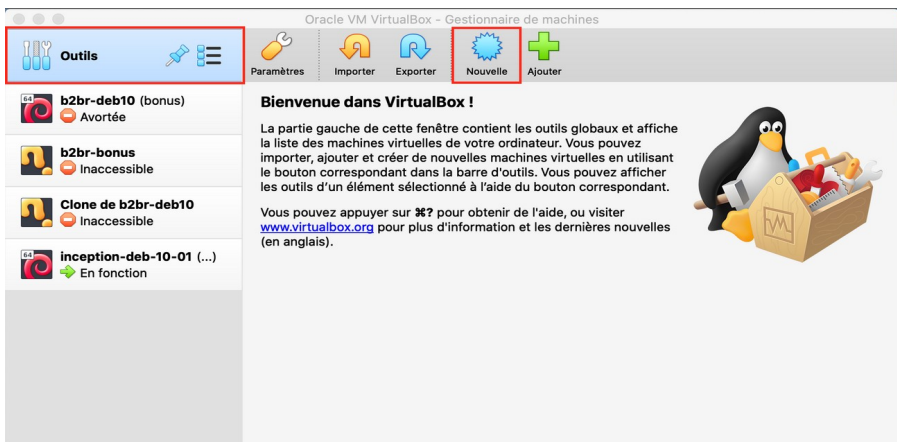 Oracle VM VirtualBox - Gestionnaire de machines
Outils
Paramètres
Importer
Exporter
Nouvelle
Ajouter
64
b2br-deb10 (bonus)
Avortée
b2br-bonus
Inaccessible
Clone de b2br-deb10
Inaccessible
64
inception-deb-10-01 (...)
En fonction
Bienvenue dans VirtualBox !
La partie gauche de cette fenêtre contient les outils globaux et affiche
la liste des machines virtuelles de votre ordinateur. Vous pouvez
importer, ajouter et créer de nouvelles machines virtuelles en utilisant
le bouton correspondant dans la barre d'outils. Vous pouvez afficher
les outils d'un élément sélectionné à l'aide du bouton correspondant.
Vous pouvez appuyer sur ⌘? pour obtenir de l'aide, ou visiter
www.virtualbox.org pour plus d'information et les dernières nouvelles
(en anglais).